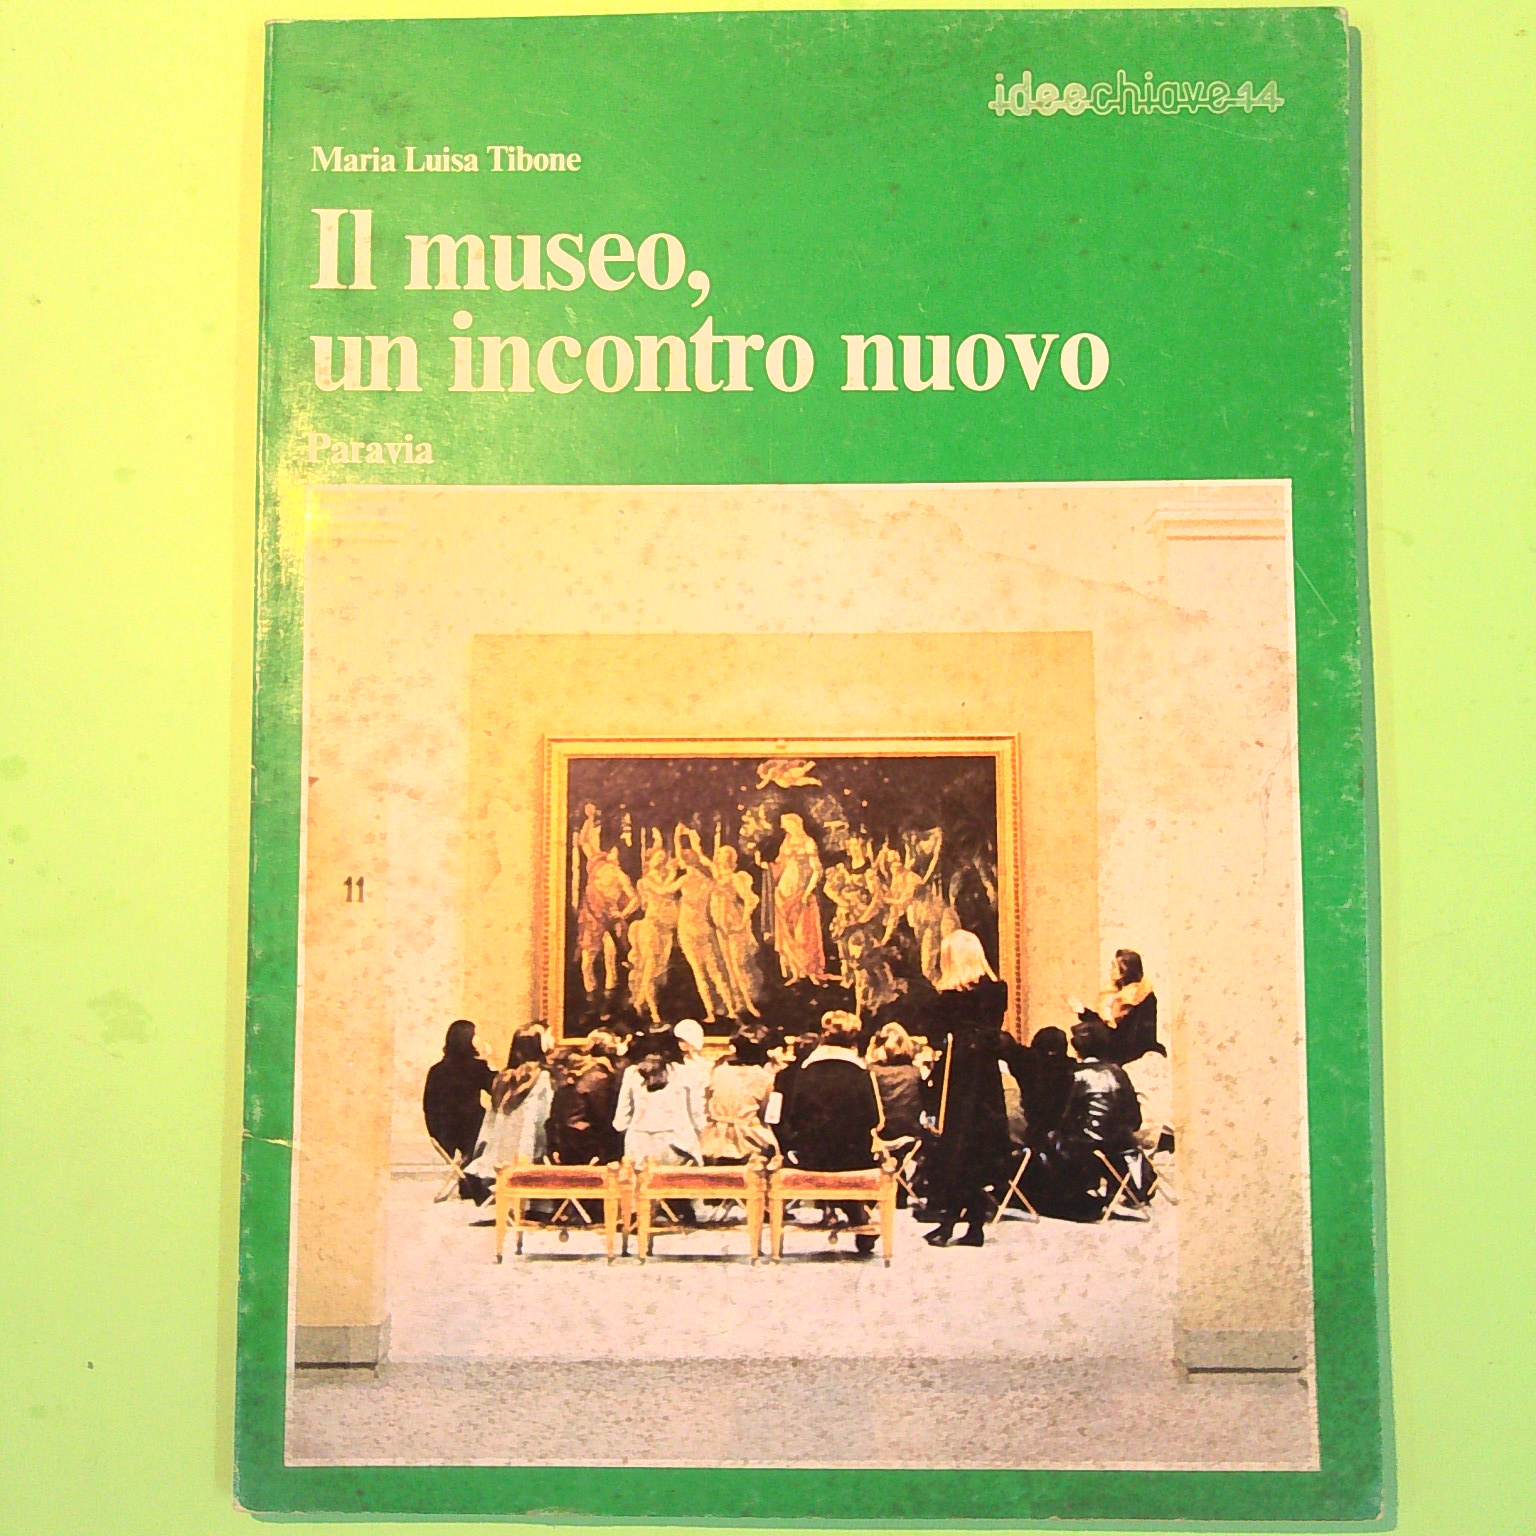 ideechiave 14
Maria Luisa Tibone
Il museo,
un incontro nuovo
Paravia
11